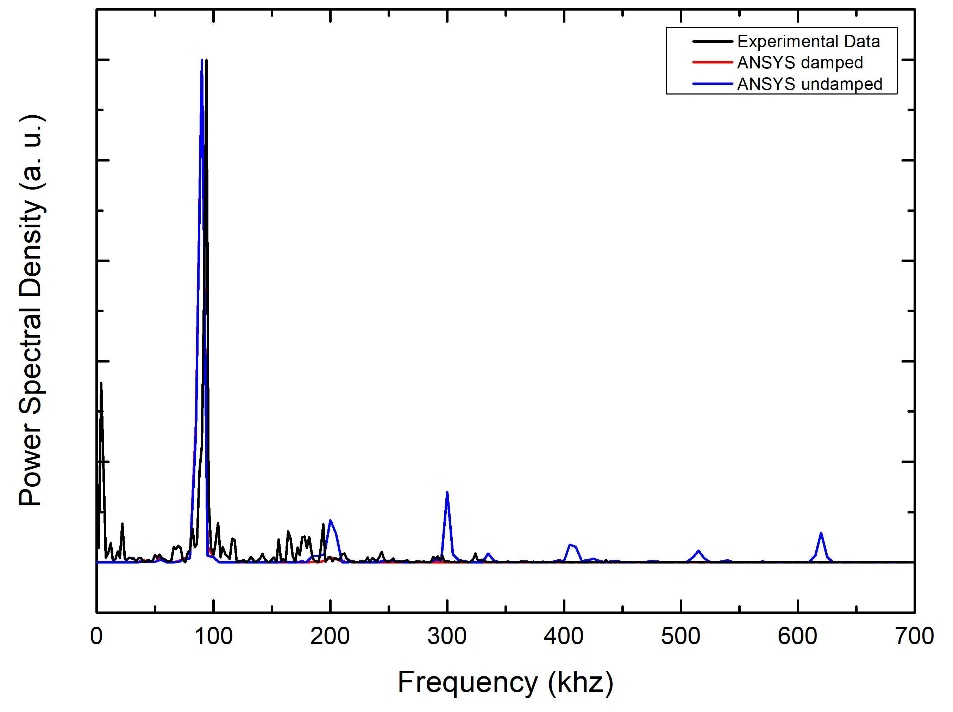 Experimental Data
ANSYS damped
ANSYS undamped
Power Spectral Density (a. u.)
0 100 200 300 400 500 600 700
Frequency (khz)